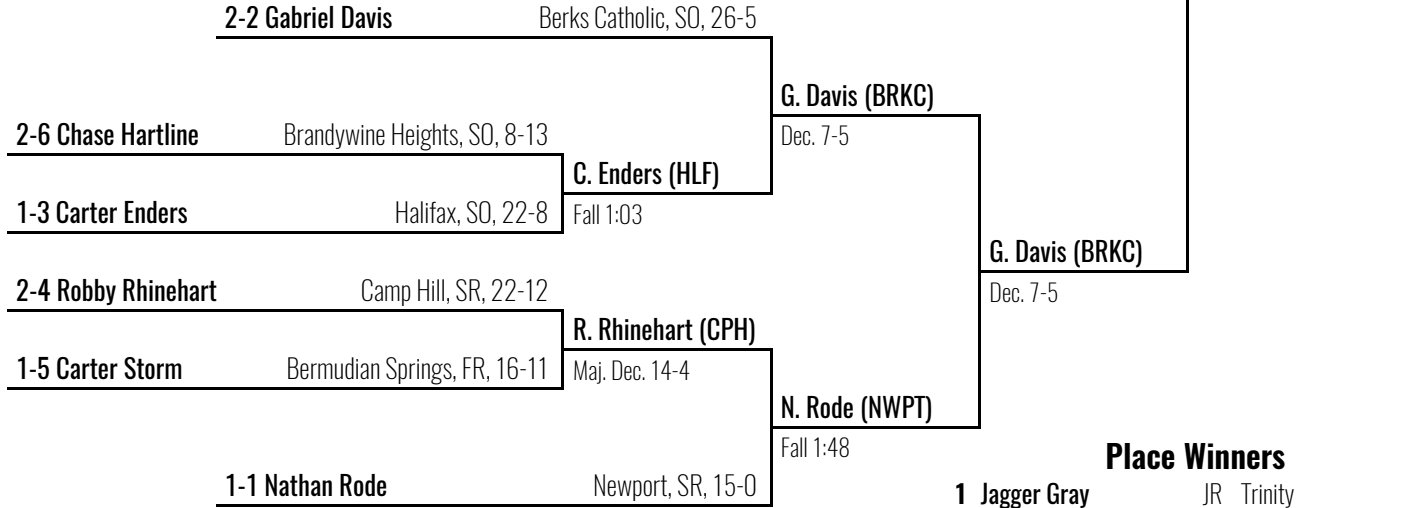 2-2 Gabriel Davis Berks Catholic, SO, 26-5
G. Davis (BRKC)
2-6 Chase Hartline Brandywine Heights, SO, 8-13
Dec. 7-5
C. Enders (HLF)
1-3 Carter Enders Halifax, SO, 22-8
Fall 1:03
G. Davis (BRKC)
2-4 Robby Rhinehart Camp Hill, SR, 22-12
Dec. 7-5
R. Rhinehart (CPH)
1-5 Carter Storm Bermudian Springs, FR, 16-11
Maj. Dec. 14-4
N. Rode (NWPT)
Fall 1:48
Place Winners
1-1 Nathan Rode Newport, SR, 15-0
1 Jagger Gray JR Trinity